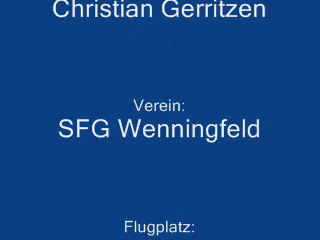 Christian Gerritzen
Verein:
SFG Wenningfeld
Flugplatz: